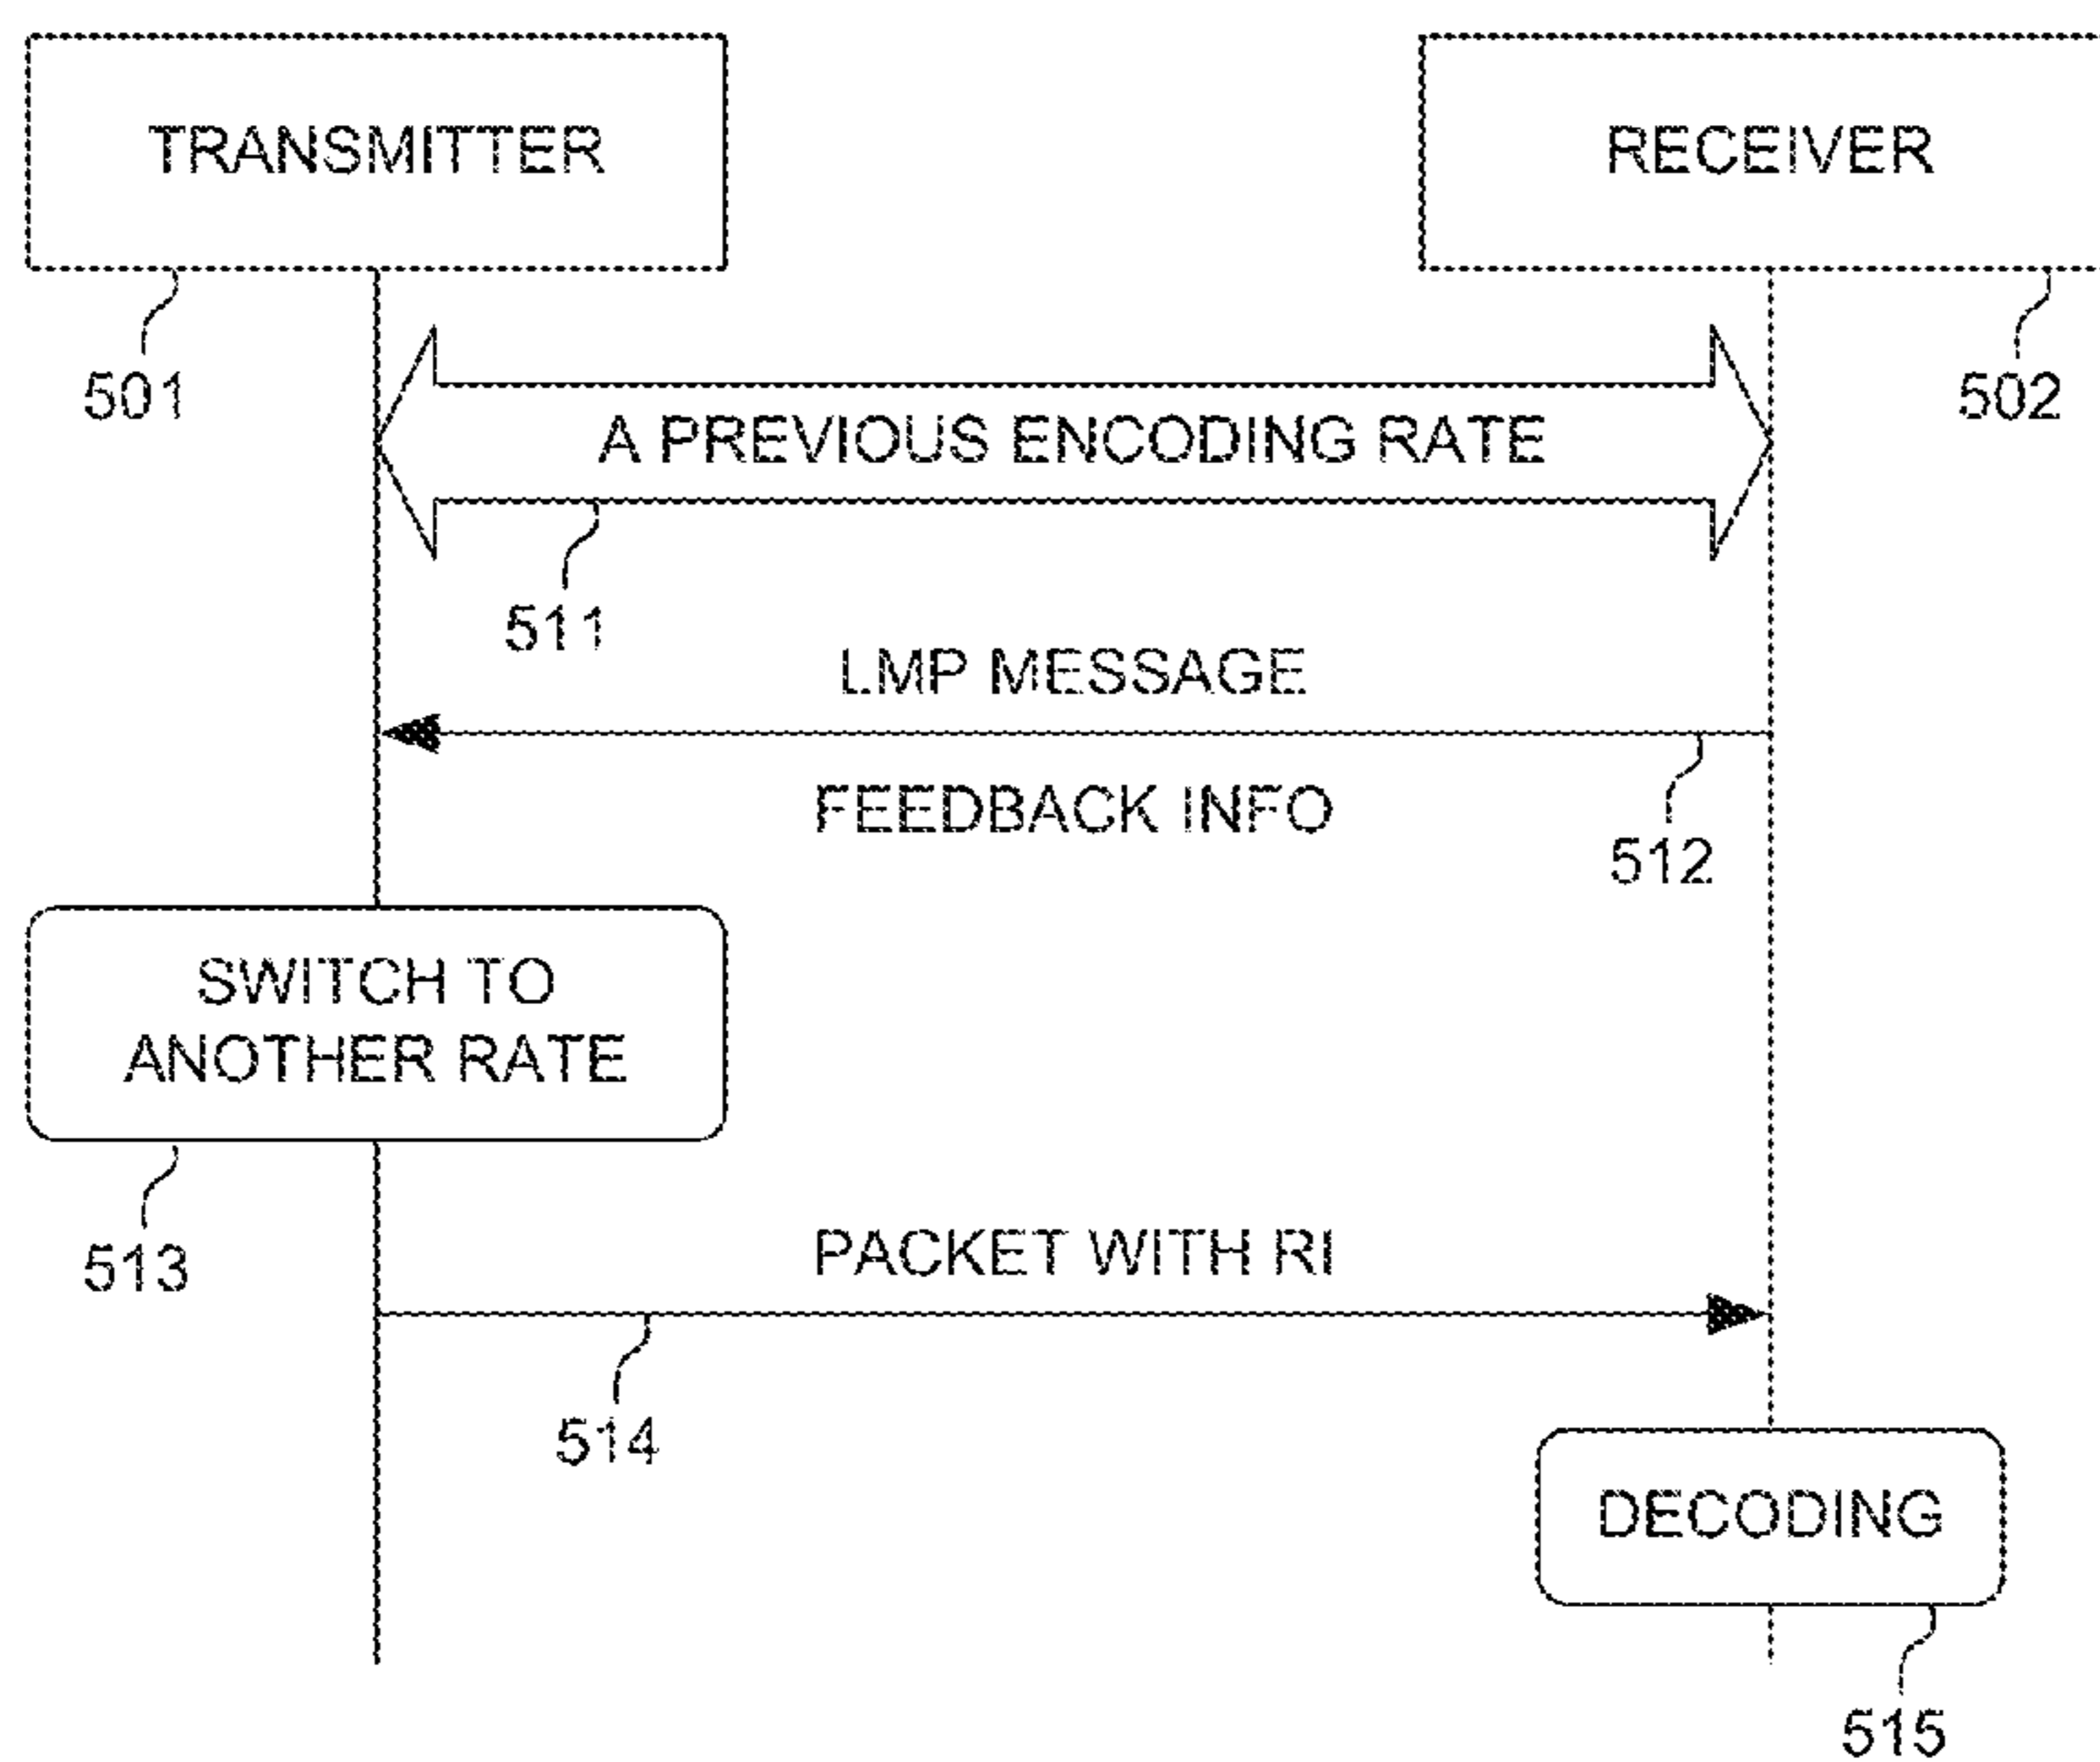 TRANSMITTER
RECEIVER
501
502
A PREVIOUS ENCODING RATE
511
LMP MESSAGE
FEEDBACK INFO
512
SWITCH TO
ANOTHER RATE
513
PACKET WITH RI
514
DECODING
515